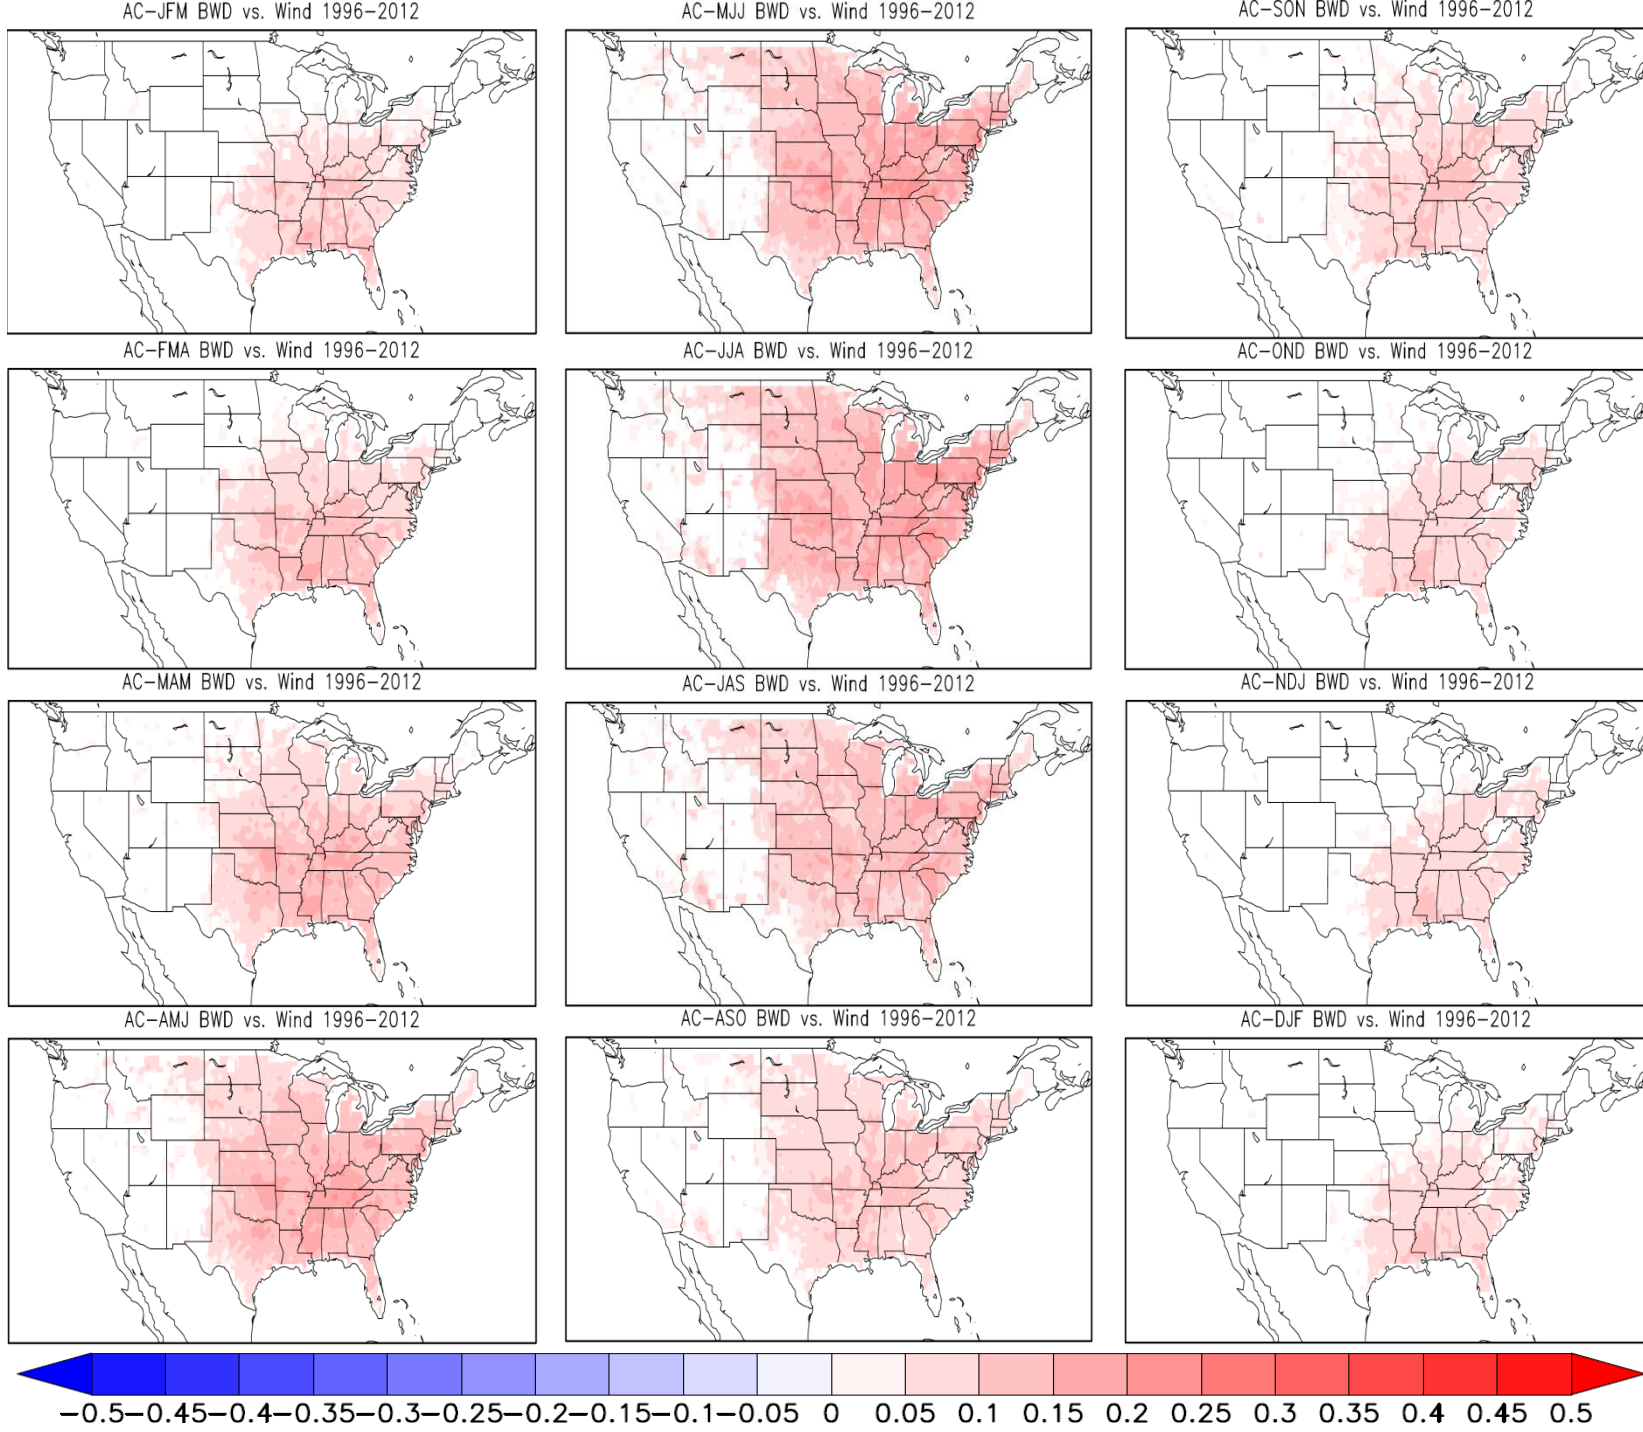 AC-JFM BWD vs. Wind 1996-2012
AC-MJJ BWD vs. Wind 1996-2012
AC-SON BWD vs. Wind 1996-2012
AC-FMA BWD vs. Wind 1996-2012
AC-JJA BWD vs. Wind 1996-2012
AC-OND BWD vs. Wind 1996-2012
AC-MAM BWD vs. Wind 1996-2012
AC-JAS BWD vs. Wind 1996-2012
AC-NDJ BWD vs. Wind 1996-2012
AC-AMJ BWD vs. Wind 1996-2012
AC-ASO BWD vs. Wind 1996-2012
AC-DJF BWD vs. Wind 1996-2012
-0.5 -0.45 -0.4 -0.35 -0.3 -0.25 -0.2 -0.15 -0.1 -0.05 0 0.05 0.1 0.15 0.2 0.25 0.3 0.35 0.4 0.45 0.5